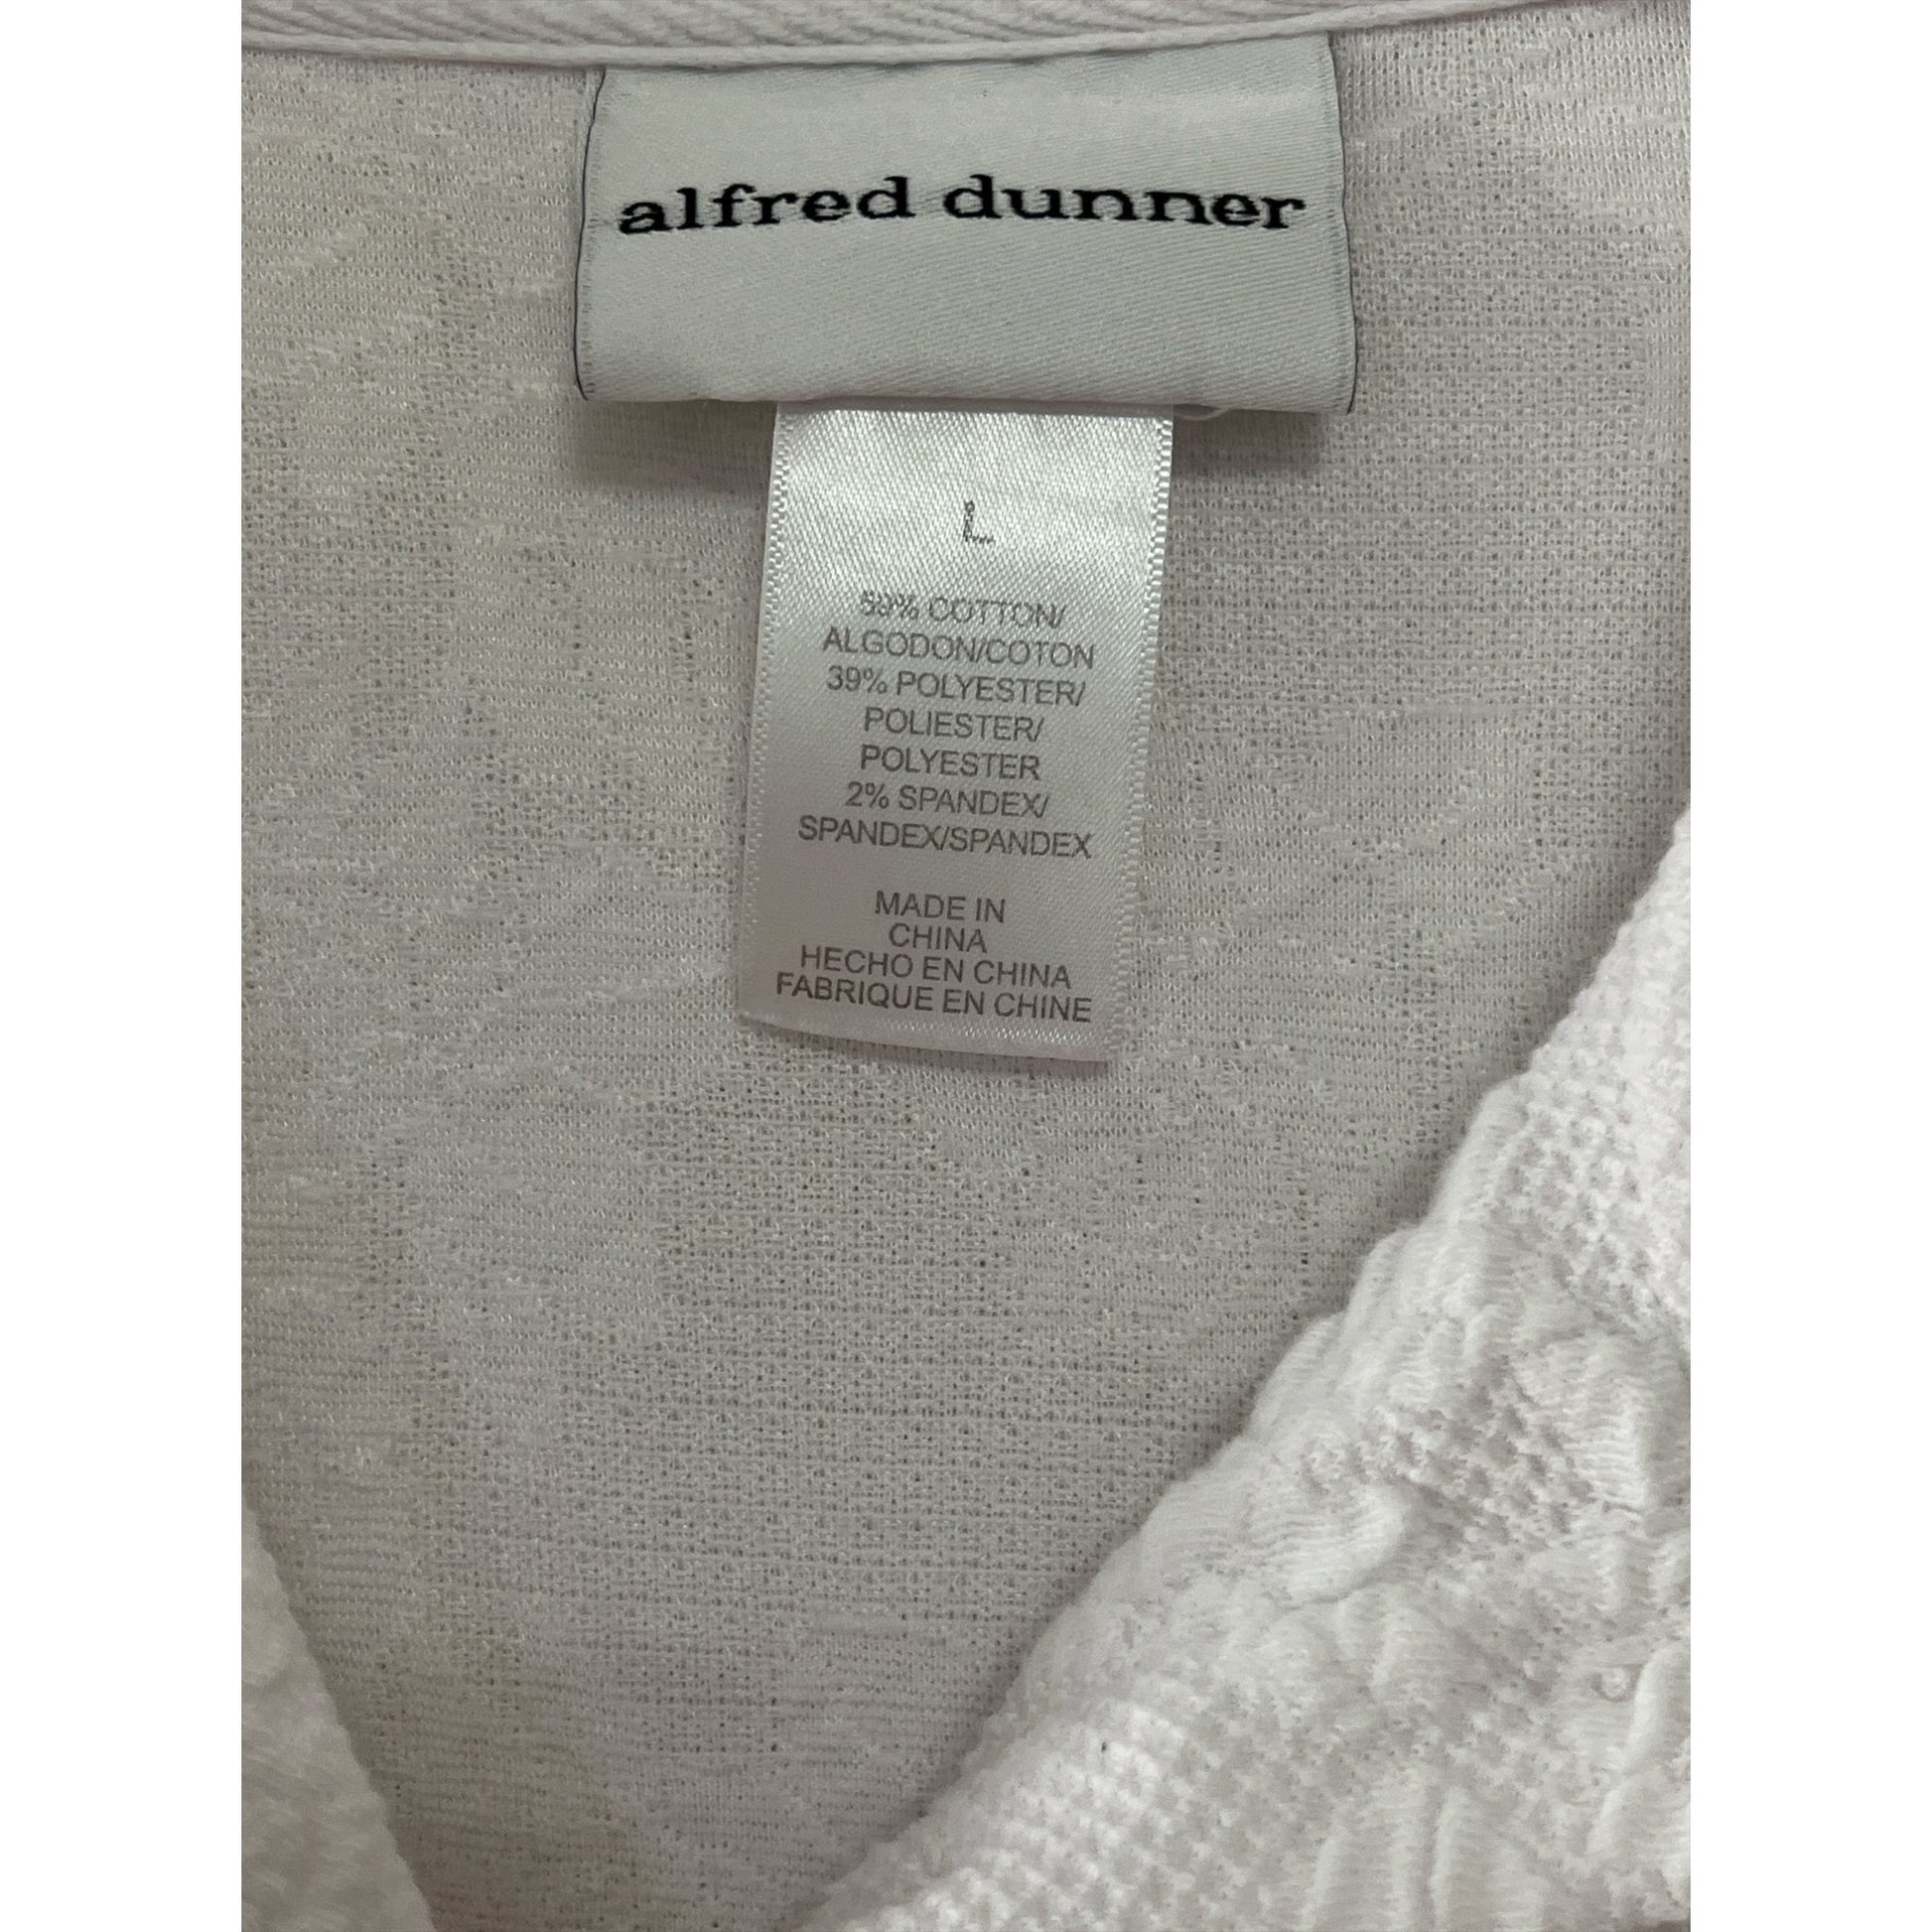 alfred dunner
L
59% COTTON/
ALGODON/COTON
39% POLYESTER/
POLIESTER/
POLYESTER
2% SPANDEX/
SPANDEX/SPANDEX
MADE IN
CHINA
HECHO EN CHINA
FABRIQUE EN CHINE